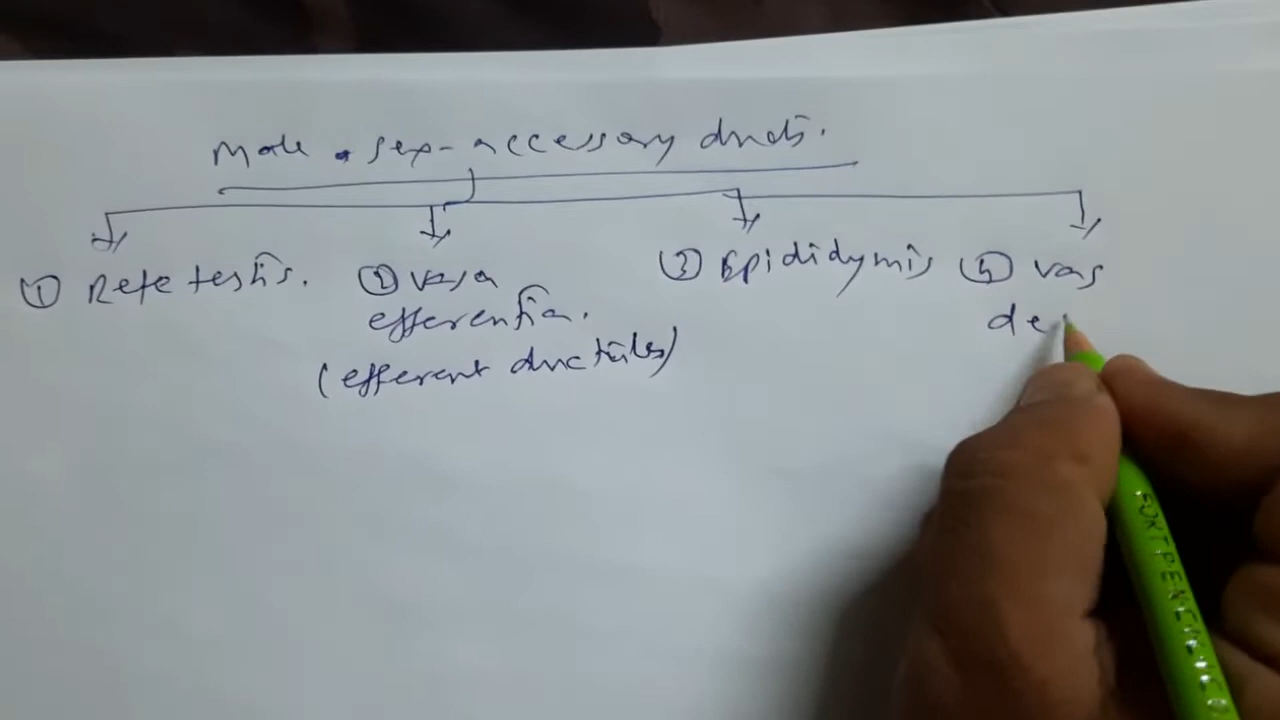 Male sex-accessory ducts.
① Rete testis.
② vasa
efferentia.
(efferent ductules)
③ Epididymis
④ vas
de